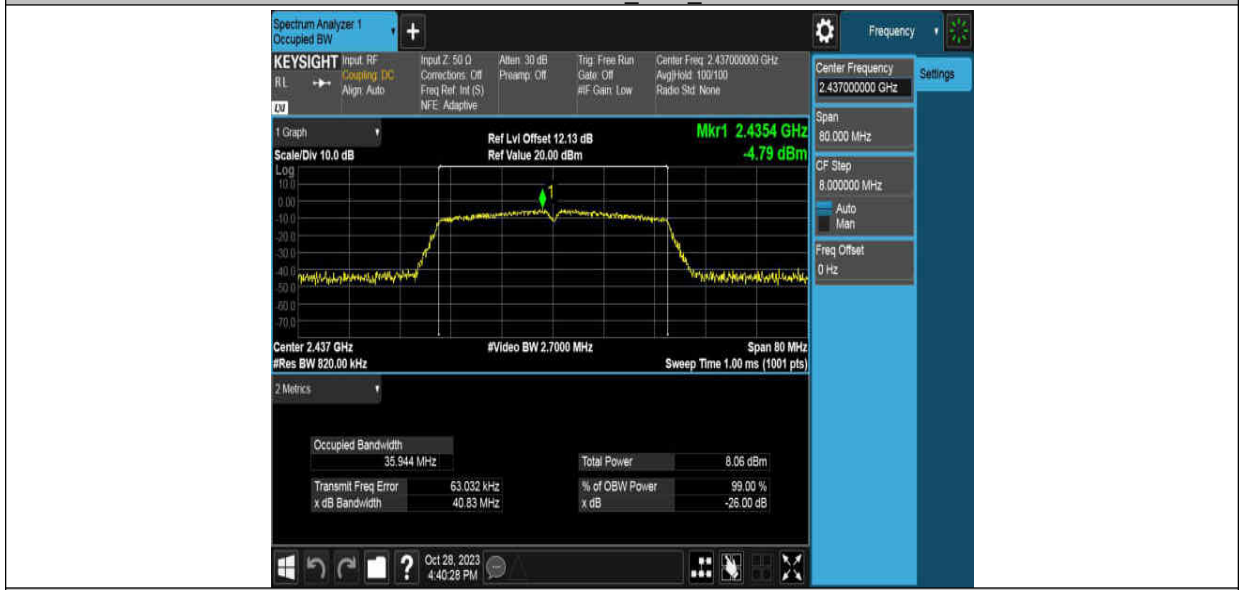 Spectrum Analyzer 1
Occupied BW
+
Frequency
KEYSIGHT
RL
LXI
Input: RF
Coupling: DC
Align: Auto
Input Z: 50 Ω
Corrections: Off
Freq Ref: Int (S)
NFE: Adaptive
Atten: 30 dB
Preamp: Off
Trig: Free Run
Gate: Off
#IF Gain: Low
Center Freq: 2.437000000 GHz
Avg|Hold: 100/100
Radio Std: None
Center Frequency
2.437000000 GHz
Settings
Span
80.000 MHz
CF Step
8.000000 MHz
Auto
Man
Freq Offset
0 Hz
1 Graph
Scale/Div 10.0 dB
Ref Lvl Offset 12.13 dB
Ref Value 20.00 dBm
Mkr1 2.4354 GHz
-4.79 dBm
Log
10.0
0.00
-10.0
-20.0
-30.0
-40.0
-50.0
-60.0
-70.0
1
Center 2.437 GHz
#Res BW 820.00 kHz
#Video BW 2.7000 MHz
Span 80 MHz
Sweep Time 1.00 ms (1001 pts)
2 Metrics
Occupied Bandwidth
35.944 MHz
Total Power 8.06 dBm
Transmit Freq Error 63.032 kHz
% of OBW Power 99.00 %
x dB Bandwidth 40.83 MHz
x dB -26.00 dB
?
Oct 28, 2023
4:40:28 PM